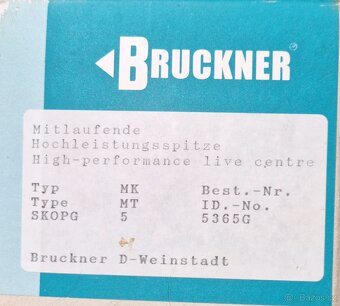 BRUCKNER
Mitlaufende
Hochleistungsspitze
High-performance live centre
Typ MK Best.-Nr.
Type MT ID.-No.
SKOPG 5 5365G
Bruckner D-Weinstadt